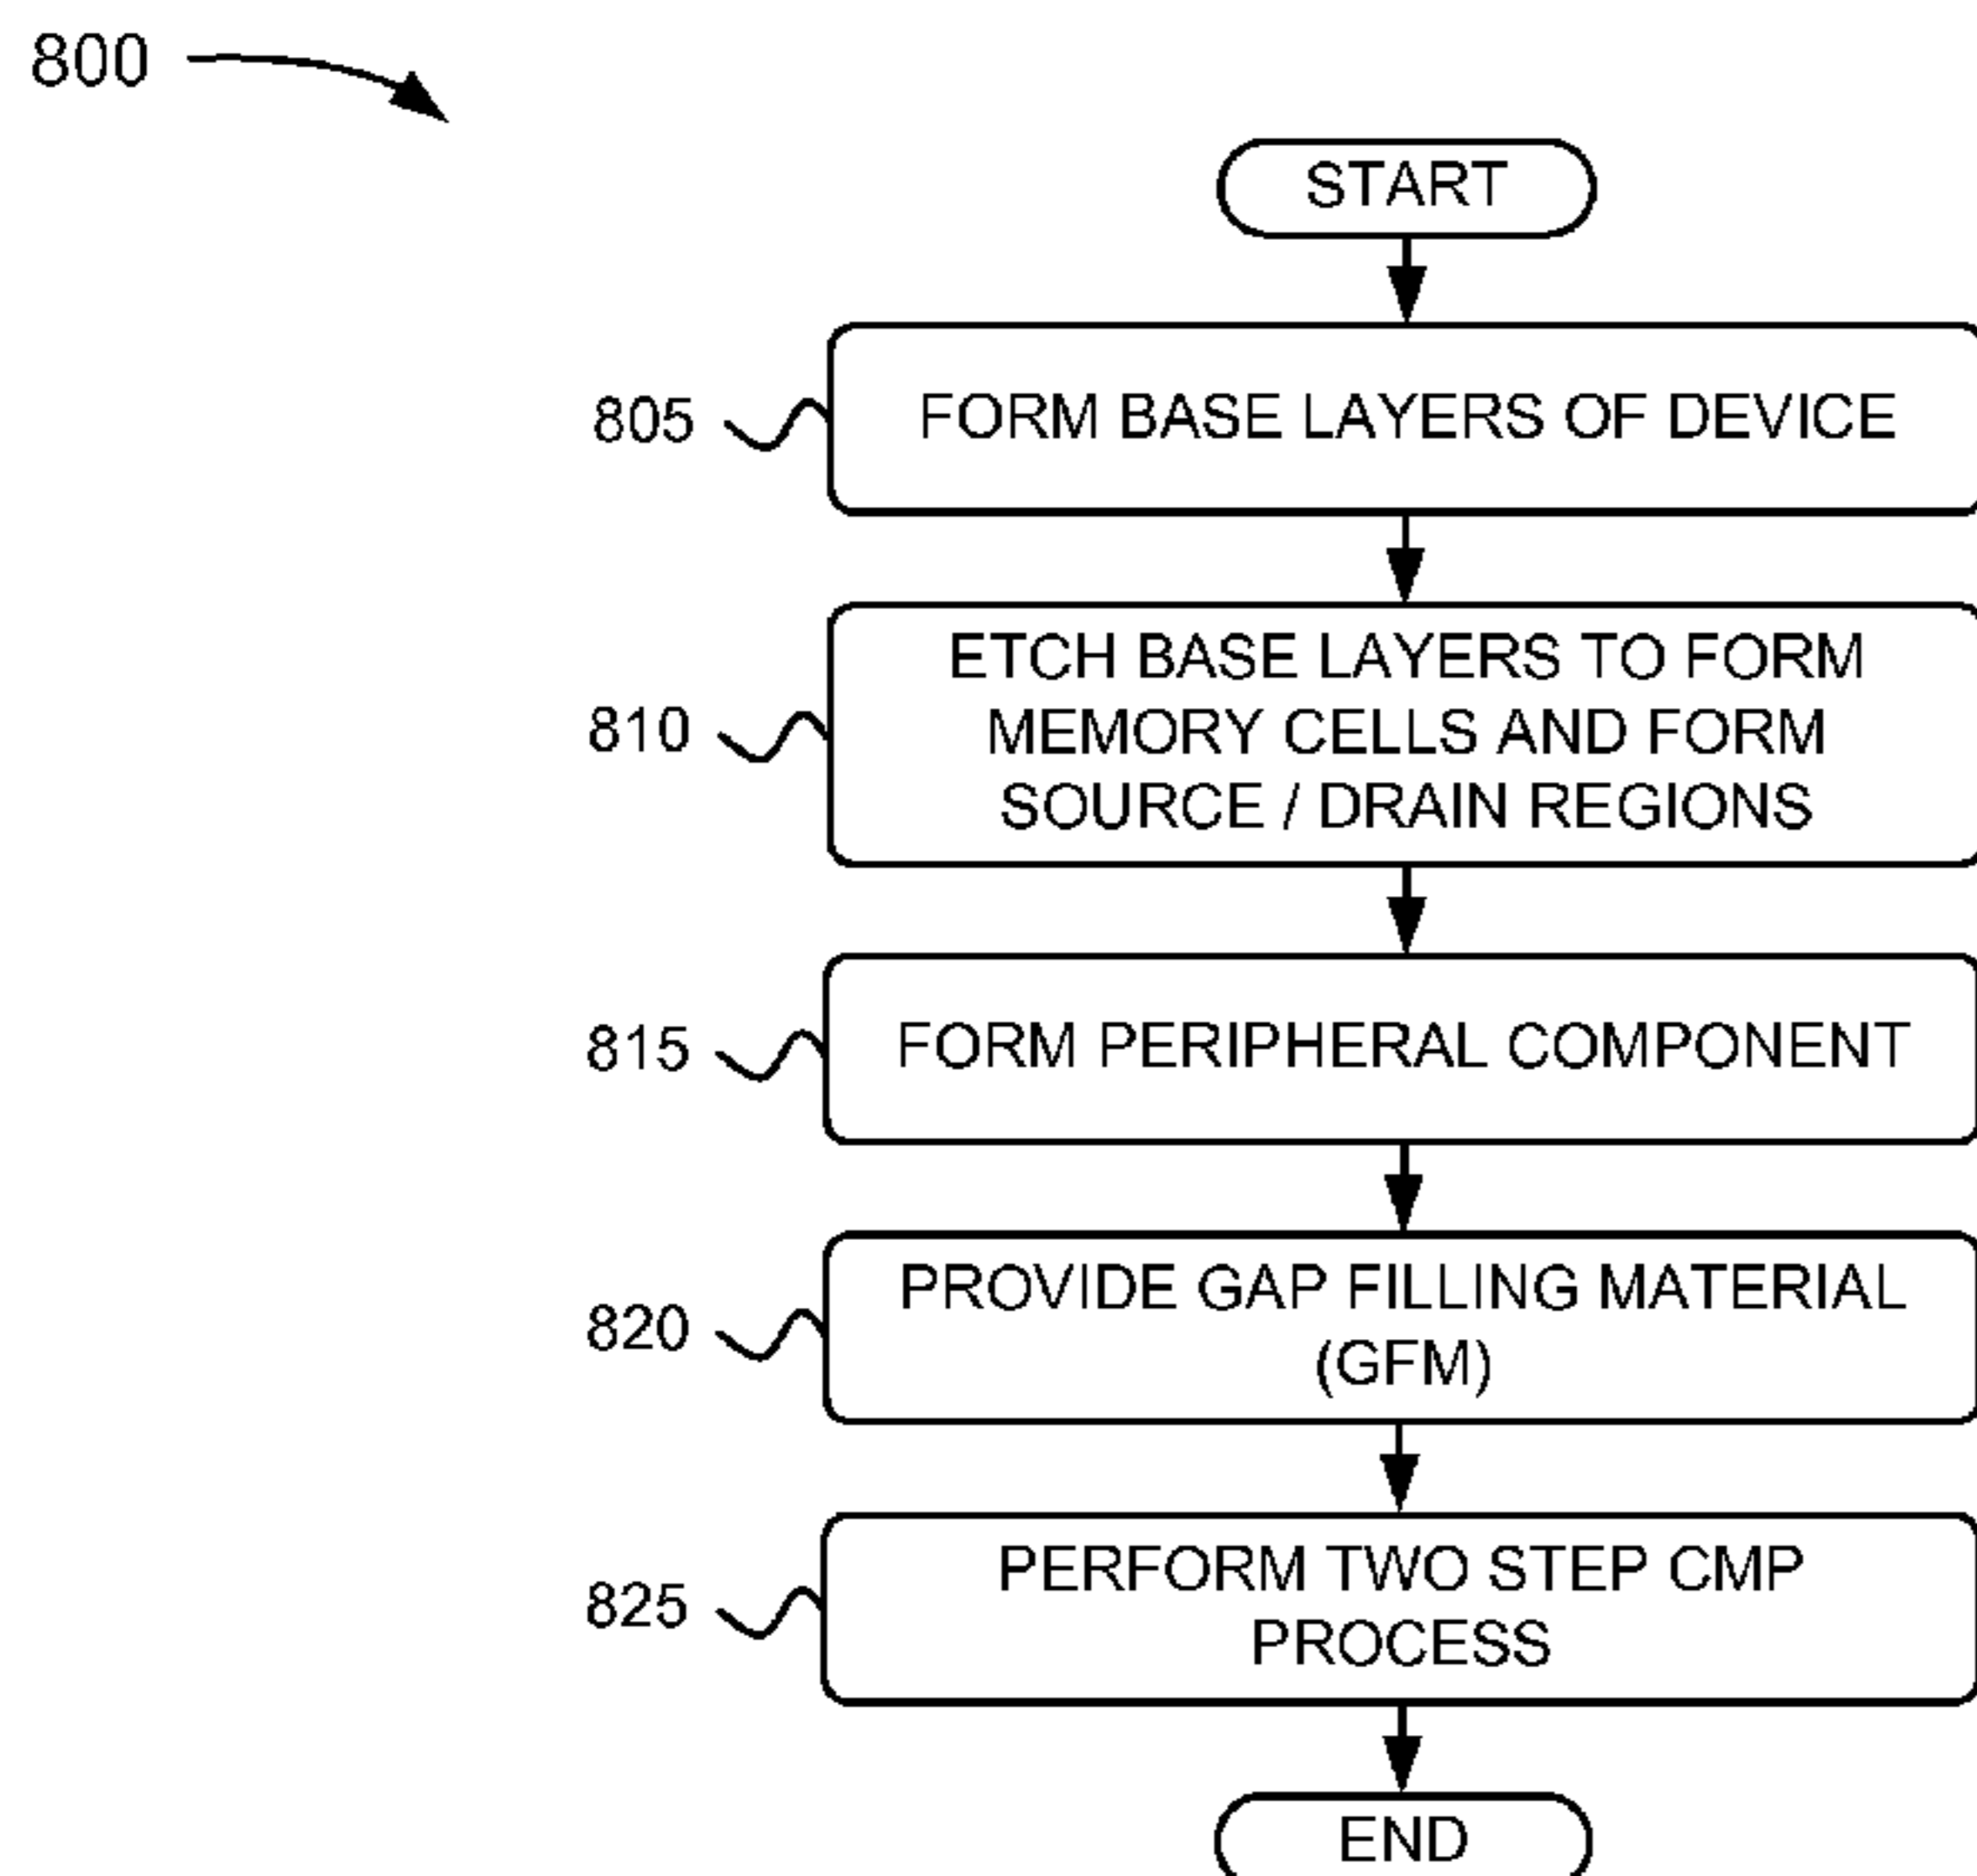 800
START
805
FORM BASE LAYERS OF DEVICE
810
ETCH BASE LAYERS TO FORM
MEMORY CELLS AND FORM
SOURCE / DRAIN REGIONS
815
FORM PERIPHERAL COMPONENT
820
PROVIDE GAP FILLING MATERIAL
(GFM)
825
PERFORM TWO STEP CMP
PROCESS
END